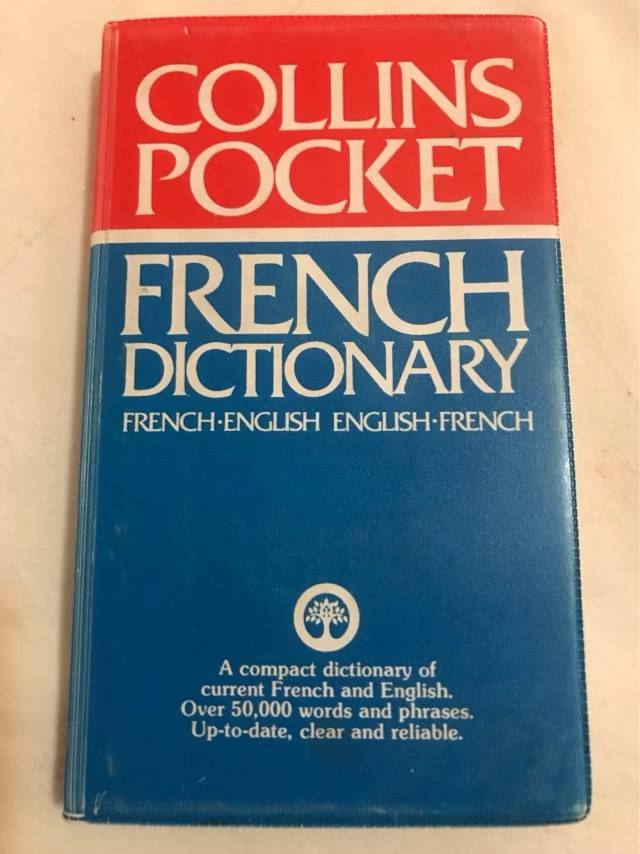 COLLINS
POCKET
FRENCH
DICTIONARY
FRENCH·ENGLISH ENGLISH·FRENCH
A compact dictionary of
current French and English.
Over 50,000 words and phrases.
Up-to-date, clear and reliable.